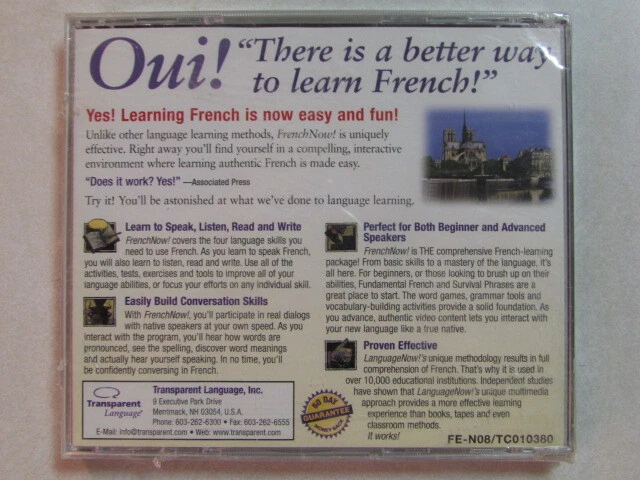 Oui! "There is a better way
to learn French!"
Yes! Learning French is now easy and fun!
Unlike other language learning methods, FrenchNow! is uniquely
effective. Right away you'll find yourself in a compelling, interactive
environment where learning authentic French is made easy.
"Does it work? Yes!" —Associated Press
Try it! You'll be astonished at what we've done to language learning.
Learn to Speak, Listen, Read and Write
FrenchNow! covers the four language skills you
need to use French. As you learn to speak French,
you will also learn to listen, read and write. Use all of the
activities, tests, exercises and tools to improve all of your
language abilities, or focus your efforts on any individual skill.
Easily Build Conversation Skills
With FrenchNow!, you'll participate in real dialogs
with native speakers at your own speed. As you
interact with the program, you'll hear how words are
pronounced, see the spelling, discover word meanings
and actually hear yourself speaking. In no time, you'll
be confidently conversing in French.
Perfect for Both Beginner and Advanced
Speakers
FrenchNow! is THE comprehensive French-learning
package! From basic skills to a mastery of the language, it's
all here. For beginners, or those looking to brush up on their
abilities, Fundamental French and Survival Phrases are a
great place to start. The word games, grammar tools and
vocabulary-building activities provide a solid foundation. As
you advance, authentic video content lets you interact with
your new language like a true native.
Proven Effective
LanguageNow!'s unique methodology results in full
comprehension of French. That's why it is used in
over 10,000 educational institutions. Independent studies
have shown that LanguageNow!'s unique multimedia
approach provides a more effective learning
experience than books, tapes and even
classroom methods.
It works!
Transparent
Language®
Transparent Language, Inc.
9 Executive Park Drive
Merrimack, NH 03054, U.S.A.
Phone: 603-262-6300 • Fax: 603-262-6555
E-Mail: info@transparent.com • Web: www.transparent.com
60 DAY
GUARANTEE
MONEY BACK
FE-N08/TC010380